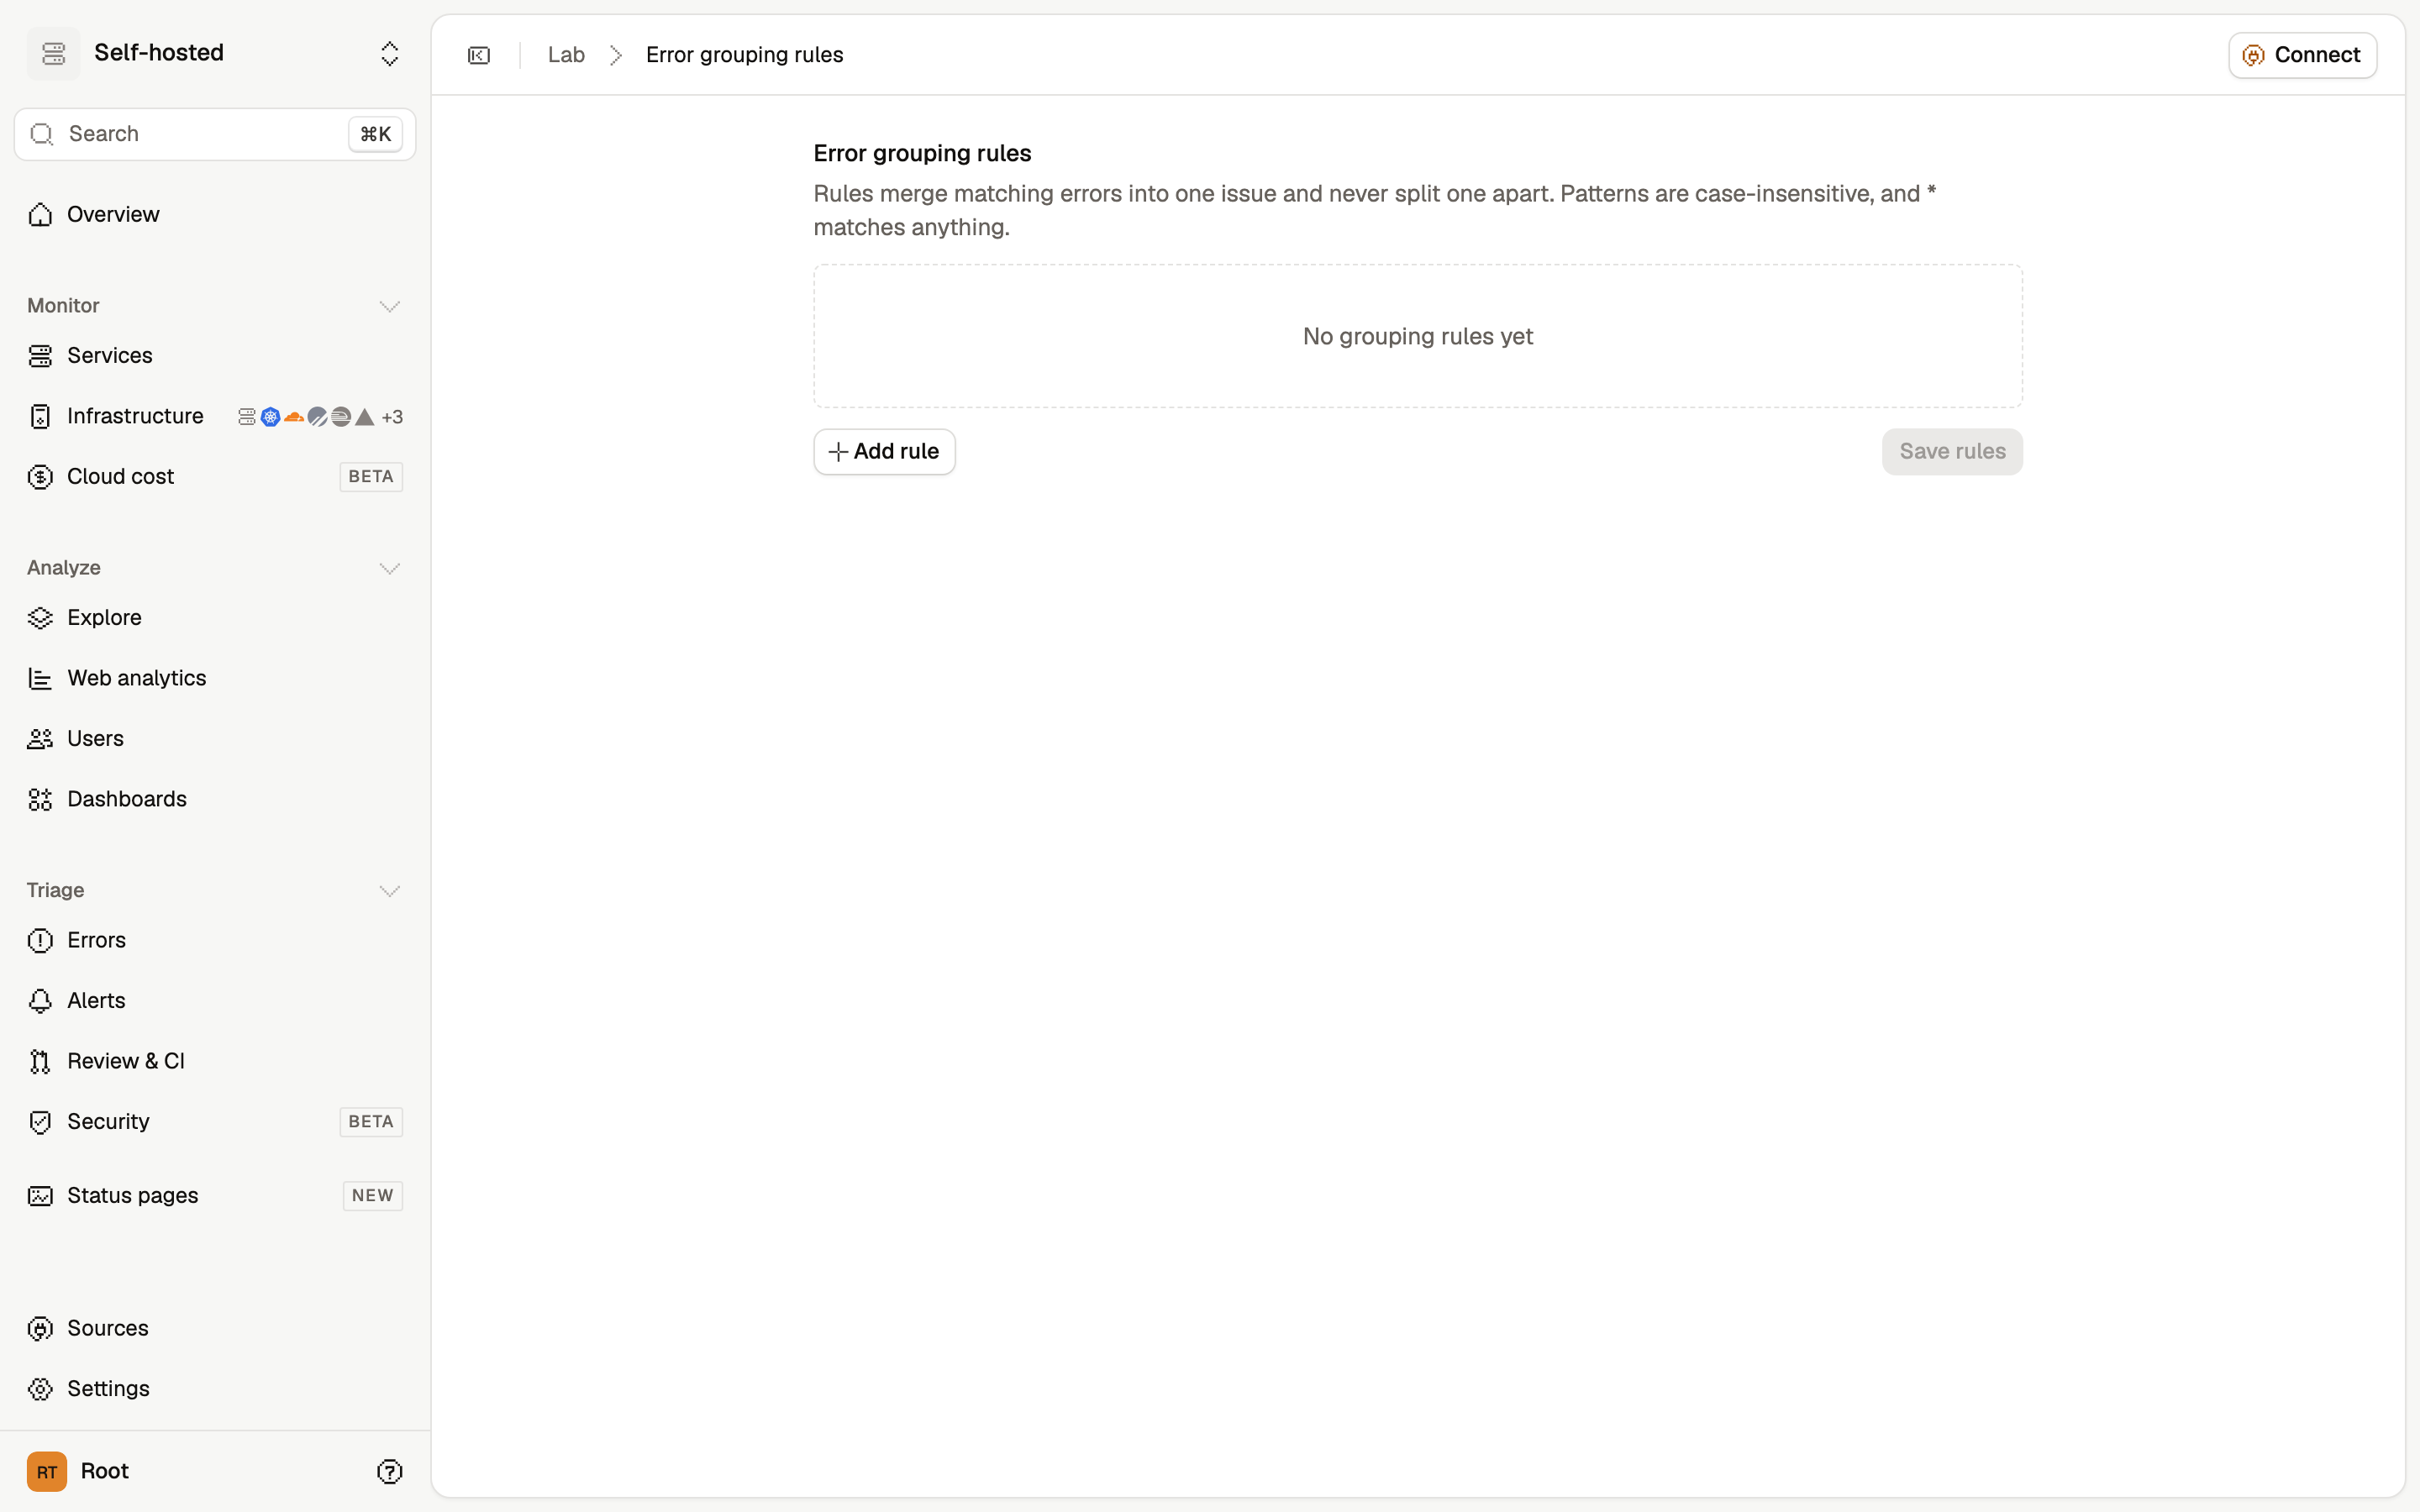 Self-hosted
Search
⌘K
Overview
Monitor
Services
Infrastructure +3
Cloud cost BETA
Analyze
Explore
Web analytics
Users
Dashboards
Triage
Errors
Alerts
Review & CI
Security BETA
Status pages NEW
Sources
Settings
RT Root
Lab Error grouping rules
Connect
Error grouping rules
Rules merge matching errors into one issue and never split one apart. Patterns are case-insensitive, and *
matches anything.
No grouping rules yet
Add rule
Save rules